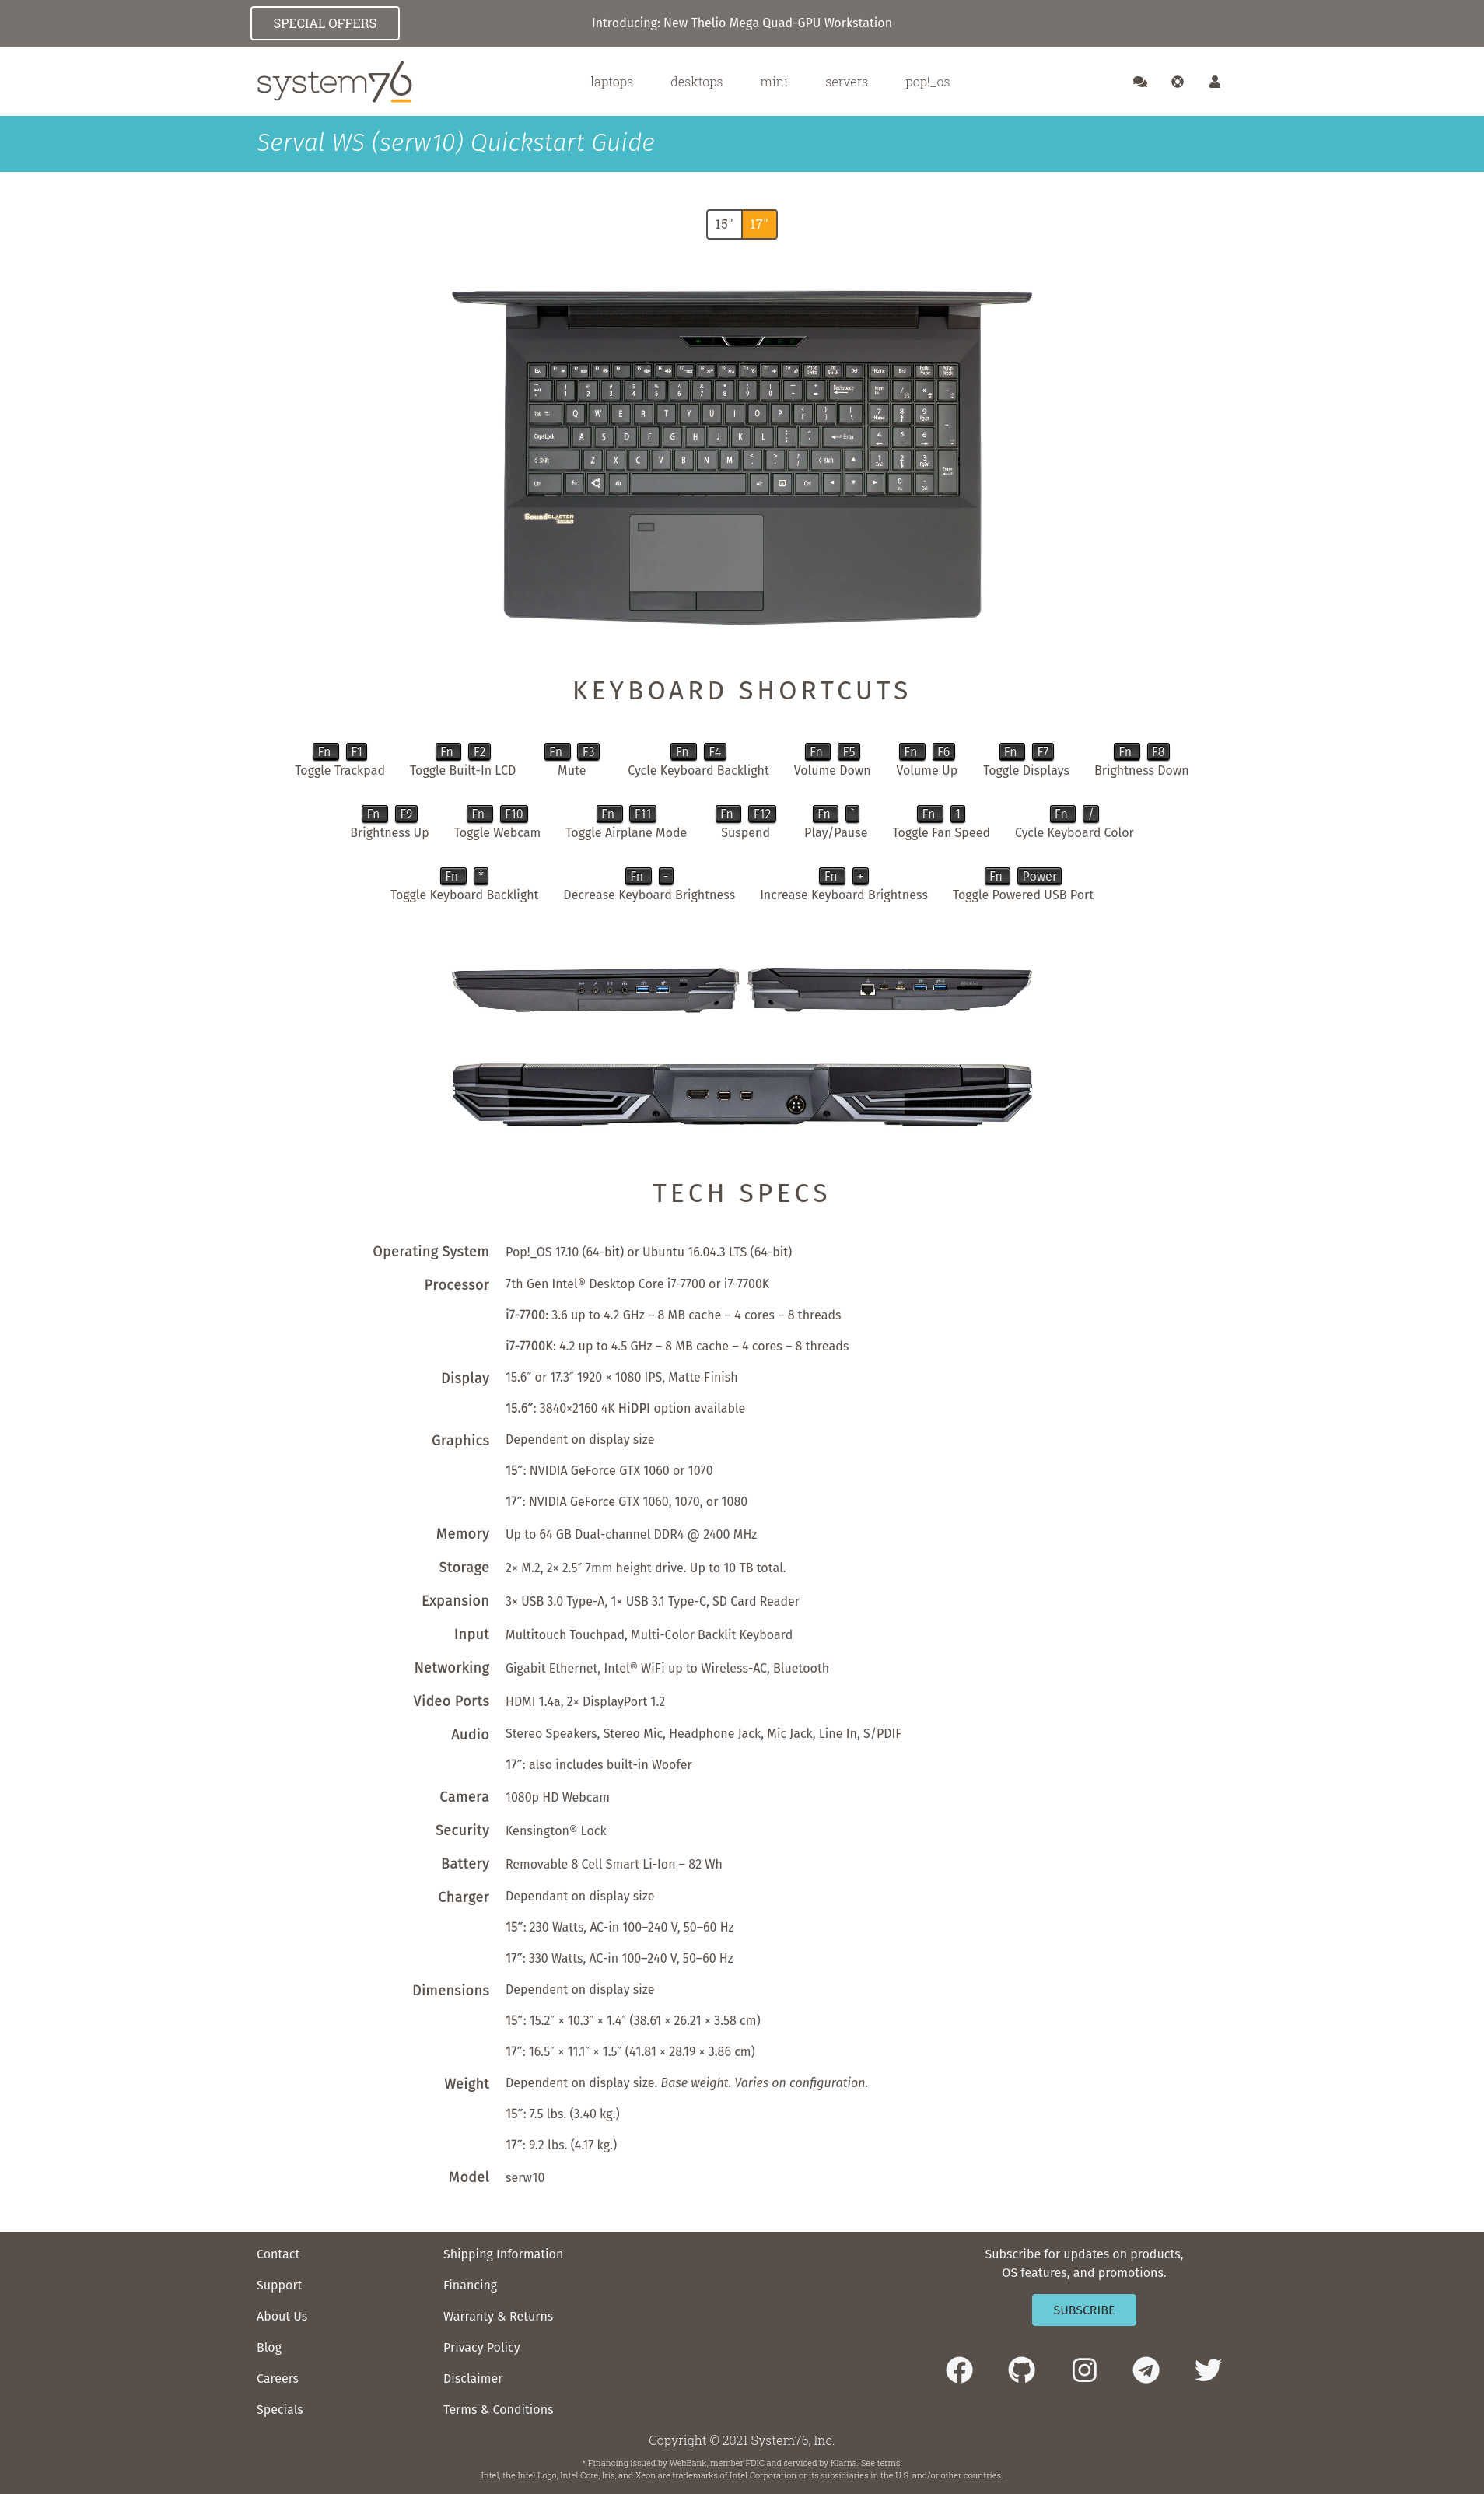 SPECIAL OFFERS
Introducing: New Thelio Mega Quad-GPU Workstation
system76
laptops desktops mini servers pop!_os
Serval WS (serw10) Quickstart Guide
15" 17"
KEYBOARD SHORTCUTS
Fn F1 Fn F2 Fn F3 Fn F4 Fn F5 Fn F6 Fn F7 Fn F8
Toggle Trackpad Toggle Built-In LCD Mute Cycle Keyboard Backlight Volume Down Volume Up Toggle Displays Brightness Down
Fn F9 Fn F10 Fn F11 Fn F12 Fn ` Fn 1 Fn /
Brightness Up Toggle Webcam Toggle Airplane Mode Suspend Play/Pause Toggle Fan Speed Cycle Keyboard Color
Fn * Fn - Fn + Fn Power
Toggle Keyboard Backlight Decrease Keyboard Brightness Increase Keyboard Brightness Toggle Powered USB Port
TECH SPECS
Operating System Pop!_OS 17.10 (64-bit) or Ubuntu 16.04.3 LTS (64-bit)
Processor 7th Gen Intel® Desktop Core i7-7700 or i7-7700K
i7-7700: 3.6 up to 4.2 GHz – 8 MB cache – 4 cores – 8 threads
i7-7700K: 4.2 up to 4.5 GHz – 8 MB cache – 4 cores – 8 threads
Display 15.6″ or 17.3″ 1920 × 1080 IPS, Matte Finish
15.6″: 3840×2160 4K HiDPI option available
Graphics Dependent on display size
15″: NVIDIA GeForce GTX 1060 or 1070
17″: NVIDIA GeForce GTX 1060, 1070, or 1080
Memory Up to 64 GB Dual-channel DDR4 @ 2400 MHz
Storage 2× M.2, 2× 2.5″ 7mm height drive. Up to 10 TB total.
Expansion 3× USB 3.0 Type-A, 1× USB 3.1 Type-C, SD Card Reader
Input Multitouch Touchpad, Multi-Color Backlit Keyboard
Networking Gigabit Ethernet, Intel® WiFi up to Wireless-AC, Bluetooth
Video Ports HDMI 1.4a, 2× DisplayPort 1.2
Audio Stereo Speakers, Stereo Mic, Headphone Jack, Mic Jack, Line In, S/PDIF
17″: also includes built-in Woofer
Camera 1080p HD Webcam
Security Kensington® Lock
Battery Removable 8 Cell Smart Li-Ion – 82 Wh
Charger Dependant on display size
15″: 230 Watts, AC-in 100–240 V, 50–60 Hz
17″: 330 Watts, AC-in 100–240 V, 50–60 Hz
Dimensions Dependent on display size
15″: 15.2″ × 10.3″ × 1.4″ (38.61 × 26.21 × 3.58 cm)
17″: 16.5″ × 11.1″ × 1.5″ (41.81 × 28.19 × 3.86 cm)
Weight Dependent on display size. Base weight. Varies on configuration.
15″: 7.5 lbs. (3.40 kg.)
17″: 9.2 lbs. (4.17 kg.)
Model serw10
Contact
Support
About Us
Blog
Careers
Specials
Shipping Information
Financing
Warranty & Returns
Privacy Policy
Disclaimer
Terms & Conditions
Subscribe for updates on products,
OS features, and promotions.
SUBSCRIBE
Copyright © 2021 System76, Inc.
* Financing issued by WebBank, member FDIC and serviced by Klarna. See terms.
Intel, the Intel Logo, Intel Core, Iris, and Xeon are trademarks of Intel Corporation or its subsidiaries in the U.S. and/or other countries.